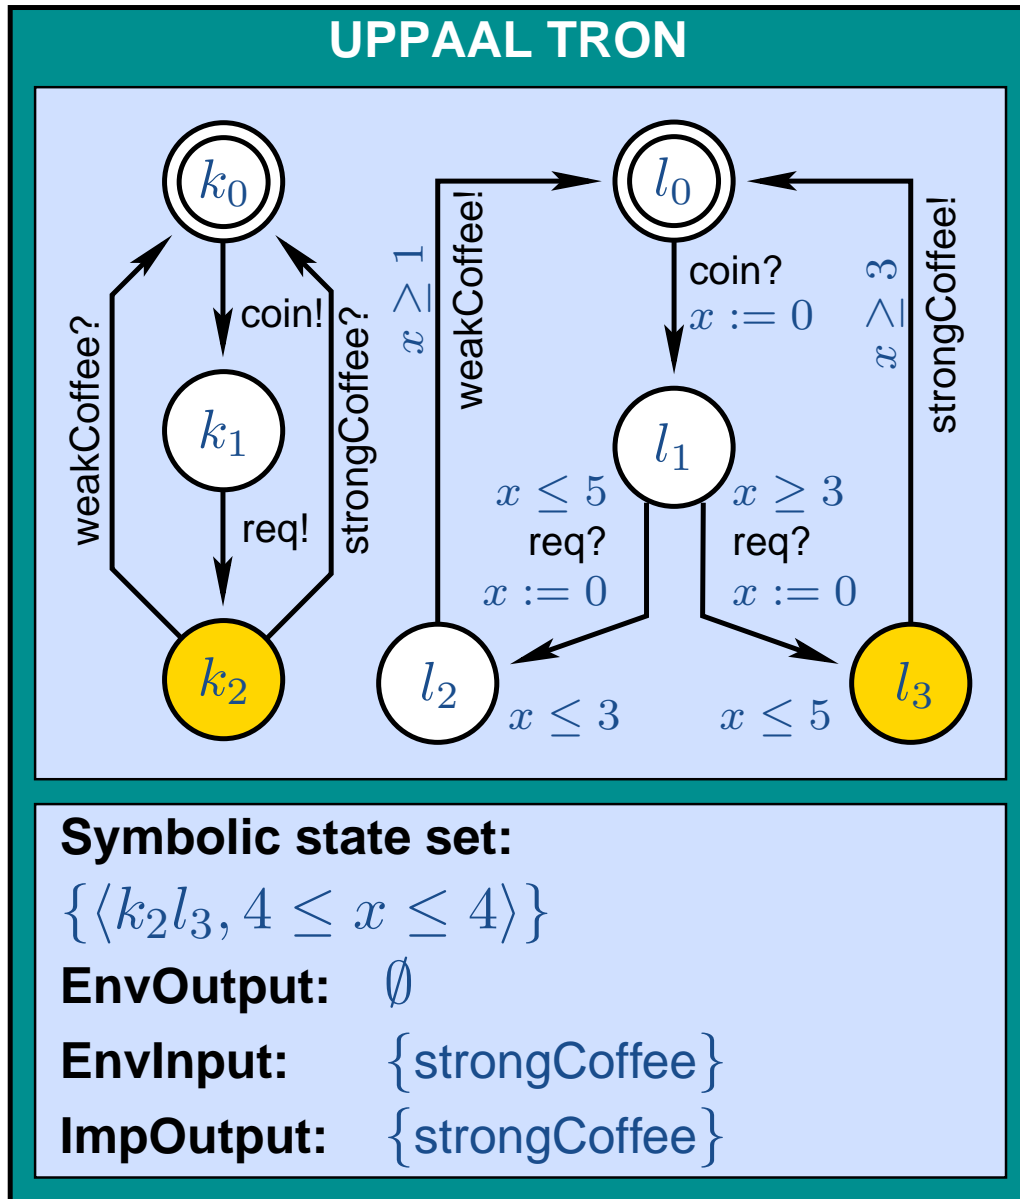 UPPAAL TRON
k₀
weakCoffee?
coin!
strongCoffee?
k₁
req!
k₂
l₀
x ≥ 1
weakCoffee!
coin?
x := 0
x ≥ 3
strongCoffee!
l₁
x ≤ 5
req?
x := 0
x ≥ 3
req?
x := 0
l₂
x ≤ 3
x ≤ 5
l₃
Symbolic state set:
{⟨k₂l₃, 4 ≤ x ≤ 4⟩}
EnvOutput: ∅
EnvInput: {strongCoffee}
ImpOutput: {strongCoffee}